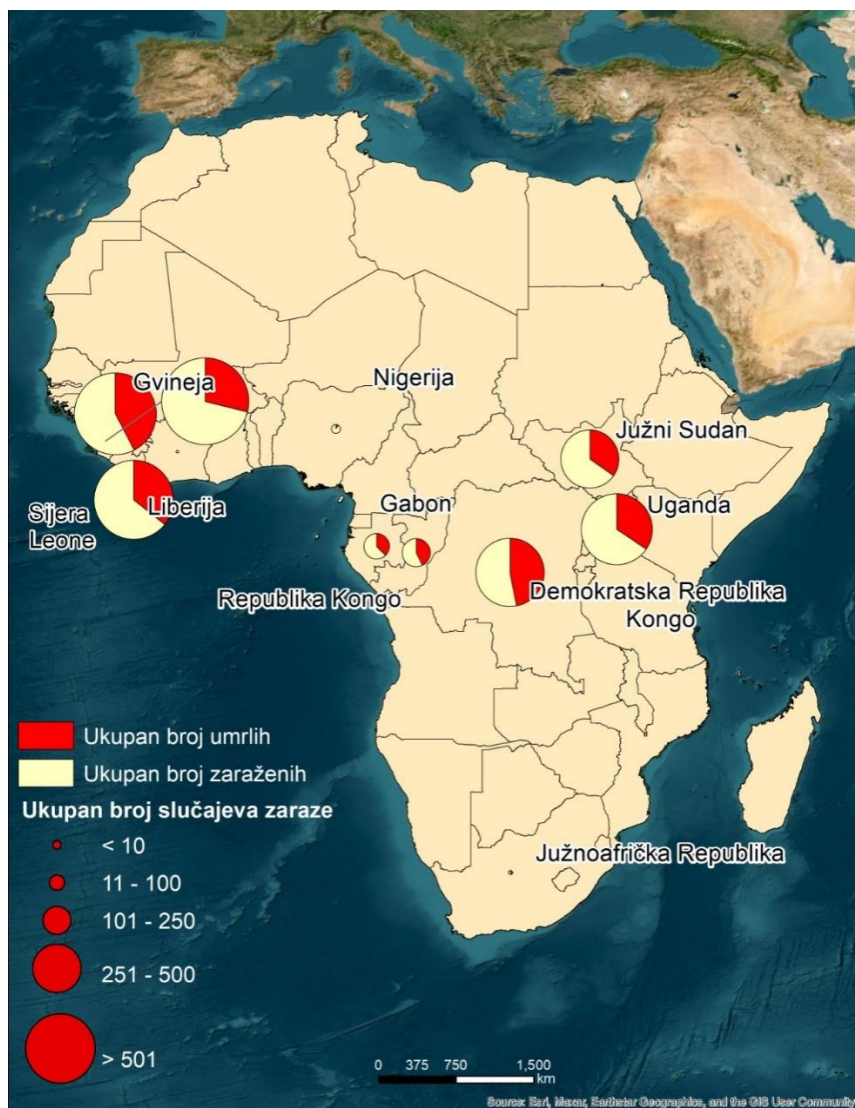 Gvineja
Nigerija
Južni Sudan
Sijera
Leone
Liberija
Gabon
Uganda
Republika Kongo
Demokratska Republika
Kongo
Južnoafrička Republika
Ukupan broj umrlih
Ukupan broj zaraženih
Ukupan broj slučajeva zaraze
< 10
11 - 100
101 - 250
251 - 500
> 501
0 375 750 1,500
km
Source: Esri, Maxar, Earthstar Geographics, and the GIS User Community